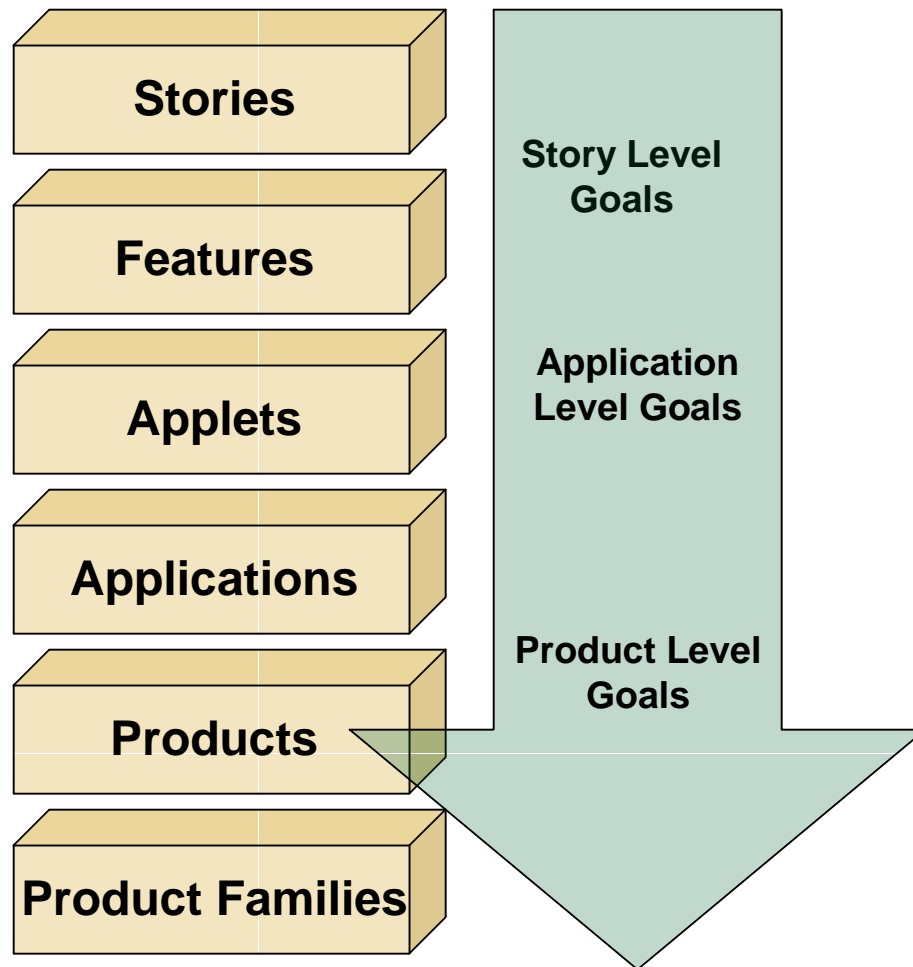 Stories
Features
Applets
Applications
Products
Product Families
Story Level
Goals
Application
Level Goals
Product Level
Goals